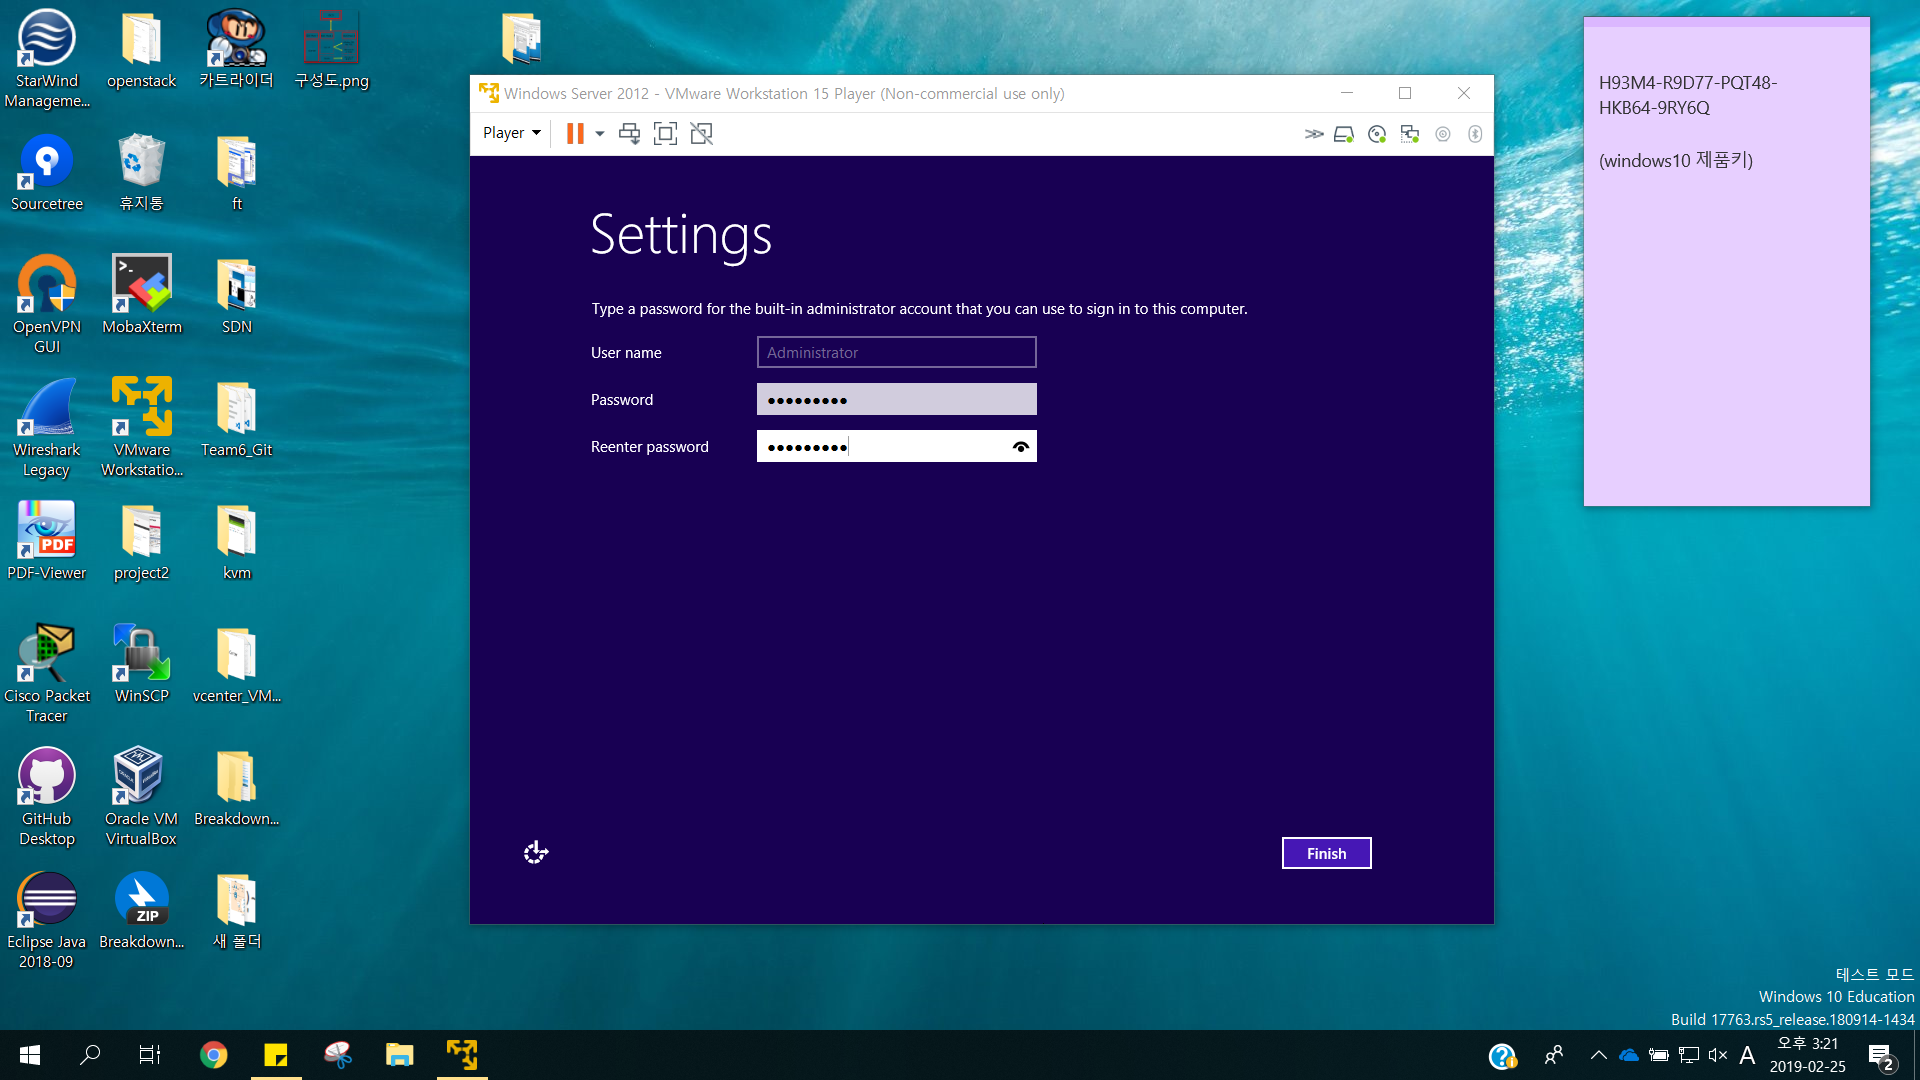 StarWind
Manageme...
openstack
카트라이더
구성도.png
Sourcetree
휴지통
ft
OpenVPN
GUI
MobaXterm
SDN
Wireshark
Legacy
VMware
Workstatio...
Team6_Git
PDF-Viewer
project2
kvm
Cisco Packet
Tracer
WinSCP
vcenter_VM...
GitHub
Desktop
Oracle VM
VirtualBox
Breakdown...
Eclipse Java
2018-09
Breakdown...
새 폴더
Windows Server 2012 - VMware Workstation 15 Player (Non-commercial use only)
Player
Settings
Type a password for the built-in administrator account that you can use to sign in to this computer.
User name
Administrator
Password
●●●●●●●●●
Reenter password
●●●●●●●●●
Finish
H93M4-R9D77-PQT48-
HKB64-9RY6Q
(windows10 제품키)
테스트 모드
Windows 10 Education
Build 17763.rs5_release.180914-1434
A
오후 3:21
2019-02-25
2
PDF
ZIP